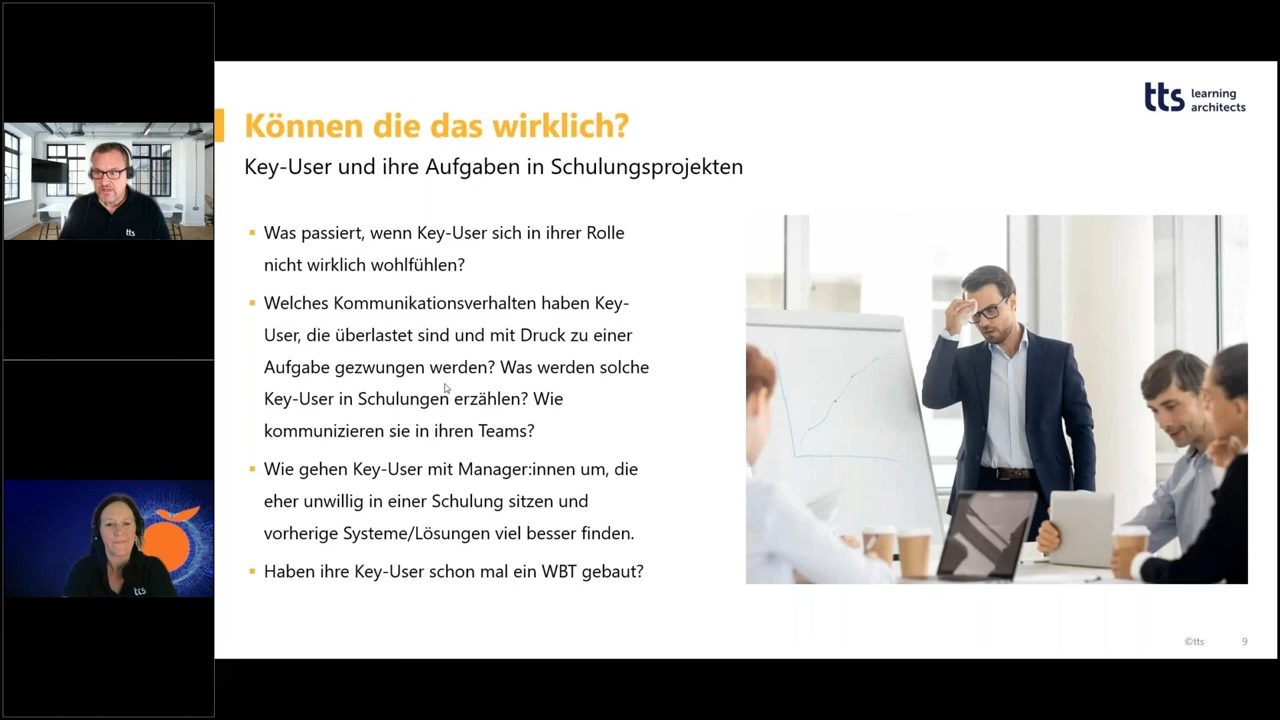 tts learning
architects
Können die das wirklich?
Key-User und ihre Aufgaben in Schulungsprojekten
Was passiert, wenn Key-User sich in ihrer Rolle
nicht wirklich wohlfühlen?
Welches Kommunikationsverhalten haben Key-
User, die überlastet sind und mit Druck zu einer
Aufgabe gezwungen werden? Was werden solche
Key-User in Schulungen erzählen? Wie
kommunizieren sie in ihren Teams?
Wie gehen Key-User mit Manager:innen um, die
eher unwillig in einer Schulung sitzen und
vorherige Systeme/Lösungen viel besser finden.
Haben ihre Key-User schon mal ein WBT gebaut?
©tts 9
tts
tts